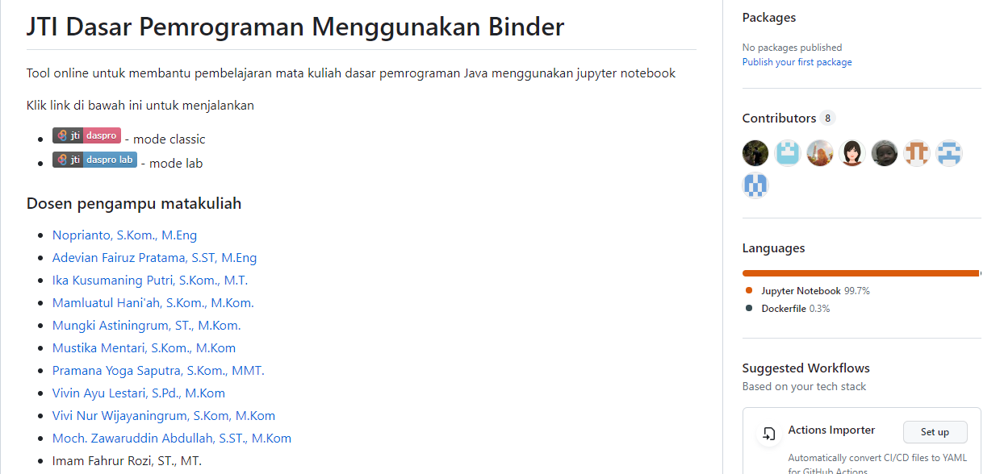 JTI Dasar Pemrograman Menggunakan Binder
Tool online untuk membantu pembelajaran mata kuliah dasar pemrograman Java menggunakan jupyter notebook
Klik link di bawah ini untuk menjalankan
jti daspro - mode classic
jti daspro lab - mode lab
Dosen pengampu matakuliah
Noprianto, S.Kom., M.Eng
Adevian Fairuz Pratama, S.ST, M.Eng
Ika Kusumaning Putri, S.Kom., M.T.
Mamluatul Hani'ah, S.Kom., M.Kom.
Mungki Astiningrum, ST., M.Kom.
Mustika Mentari, S.Kom., M.Kom
Pramana Yoga Saputra, S.Kom., MMT.
Vivin Ayu Lestari, S.Pd., M.Kom
Vivi Nur Wijayaningrum, S.Kom, M.Kom
Moch. Zawaruddin Abdullah, S.ST., M.Kom
Imam Fahrur Rozi, ST., MT.
Packages
No packages published
Publish your first package
Contributors 8
Languages
Jupyter Notebook 99.7%
Dockerfile 0.3%
Suggested Workflows
Based on your tech stack
Actions Importer
Set up
Automatically convert CI/CD files to YAML
for GitHub Actions